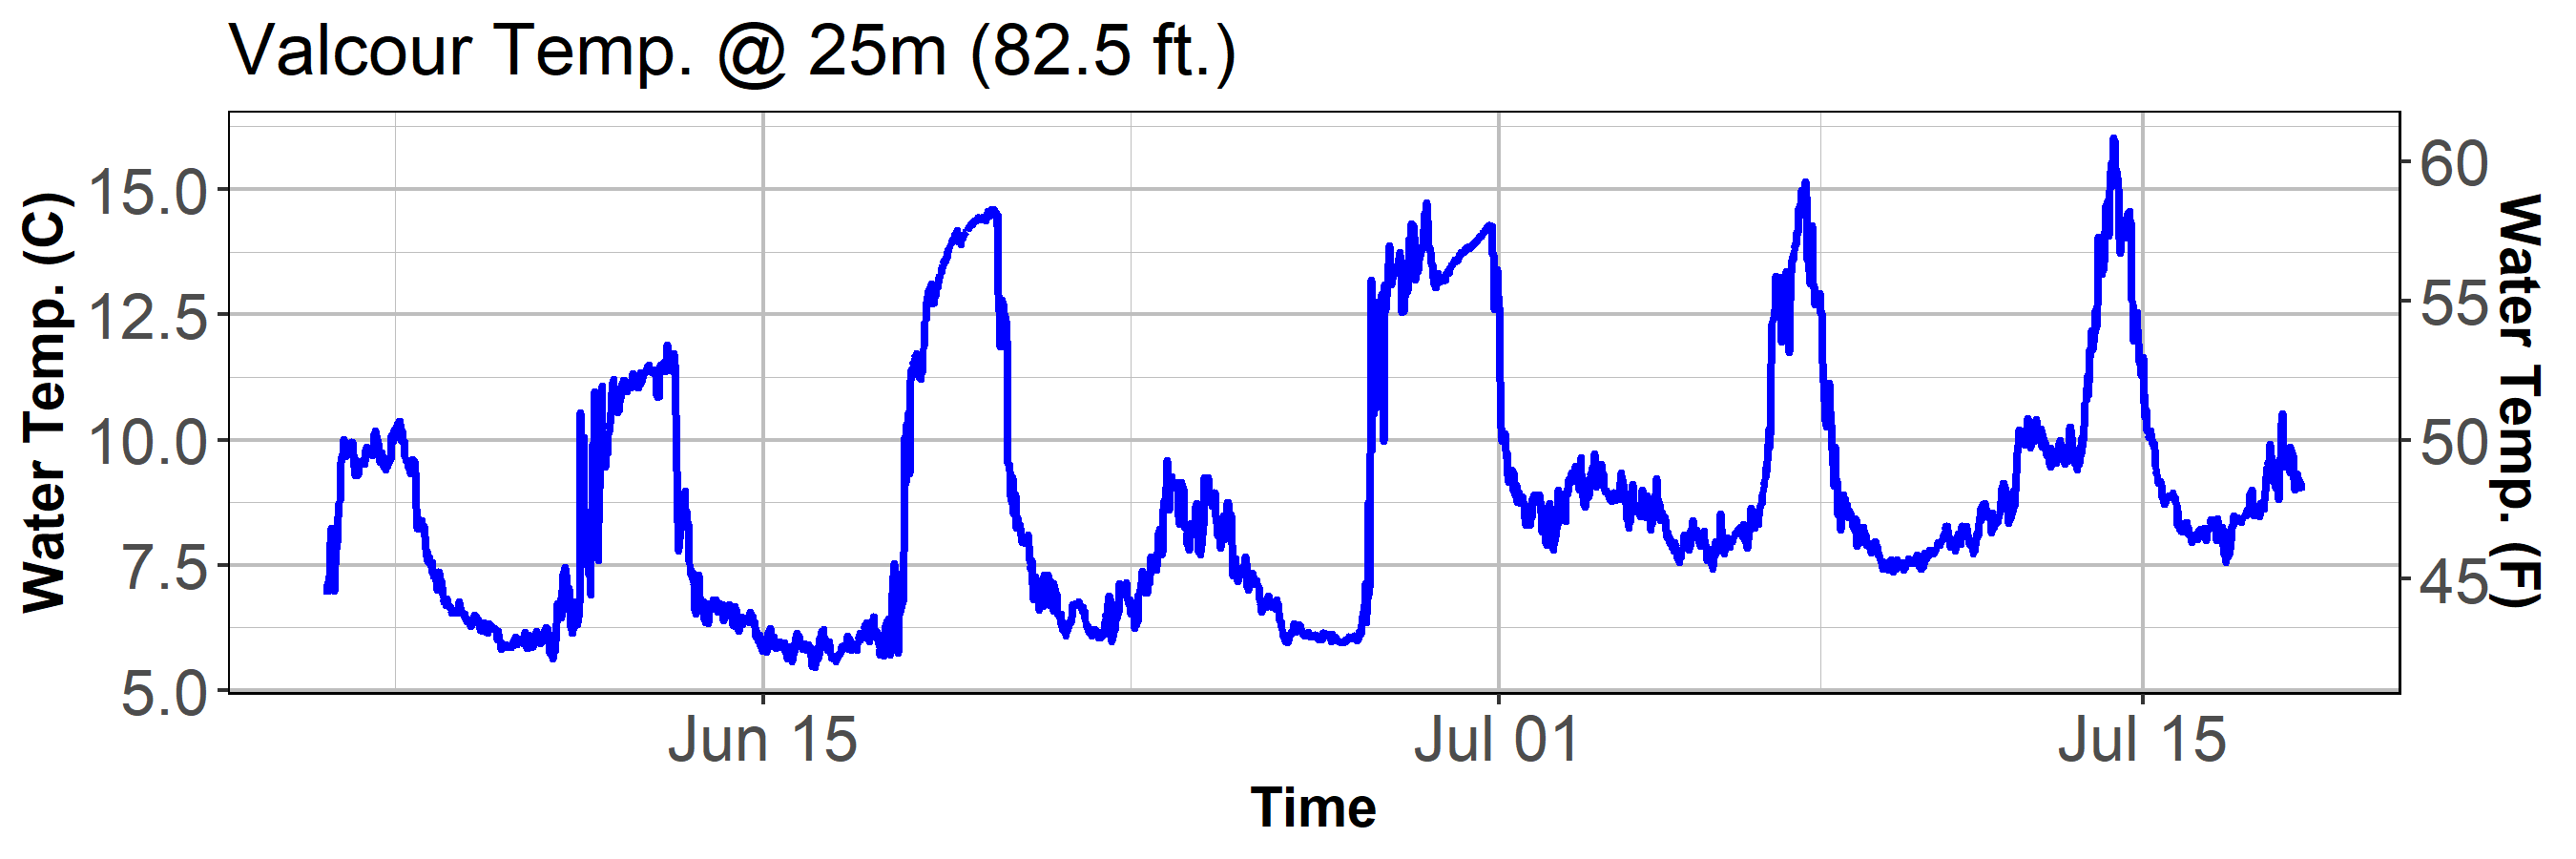 Valcour Temp. @ 25m (82.5 ft.)
Water Temp. (C)
15.0
12.5
10.0
7.5
5.0
60
55
50
45
Water Temp. (F)
Jun 15
Jul 01
Jul 15
Time